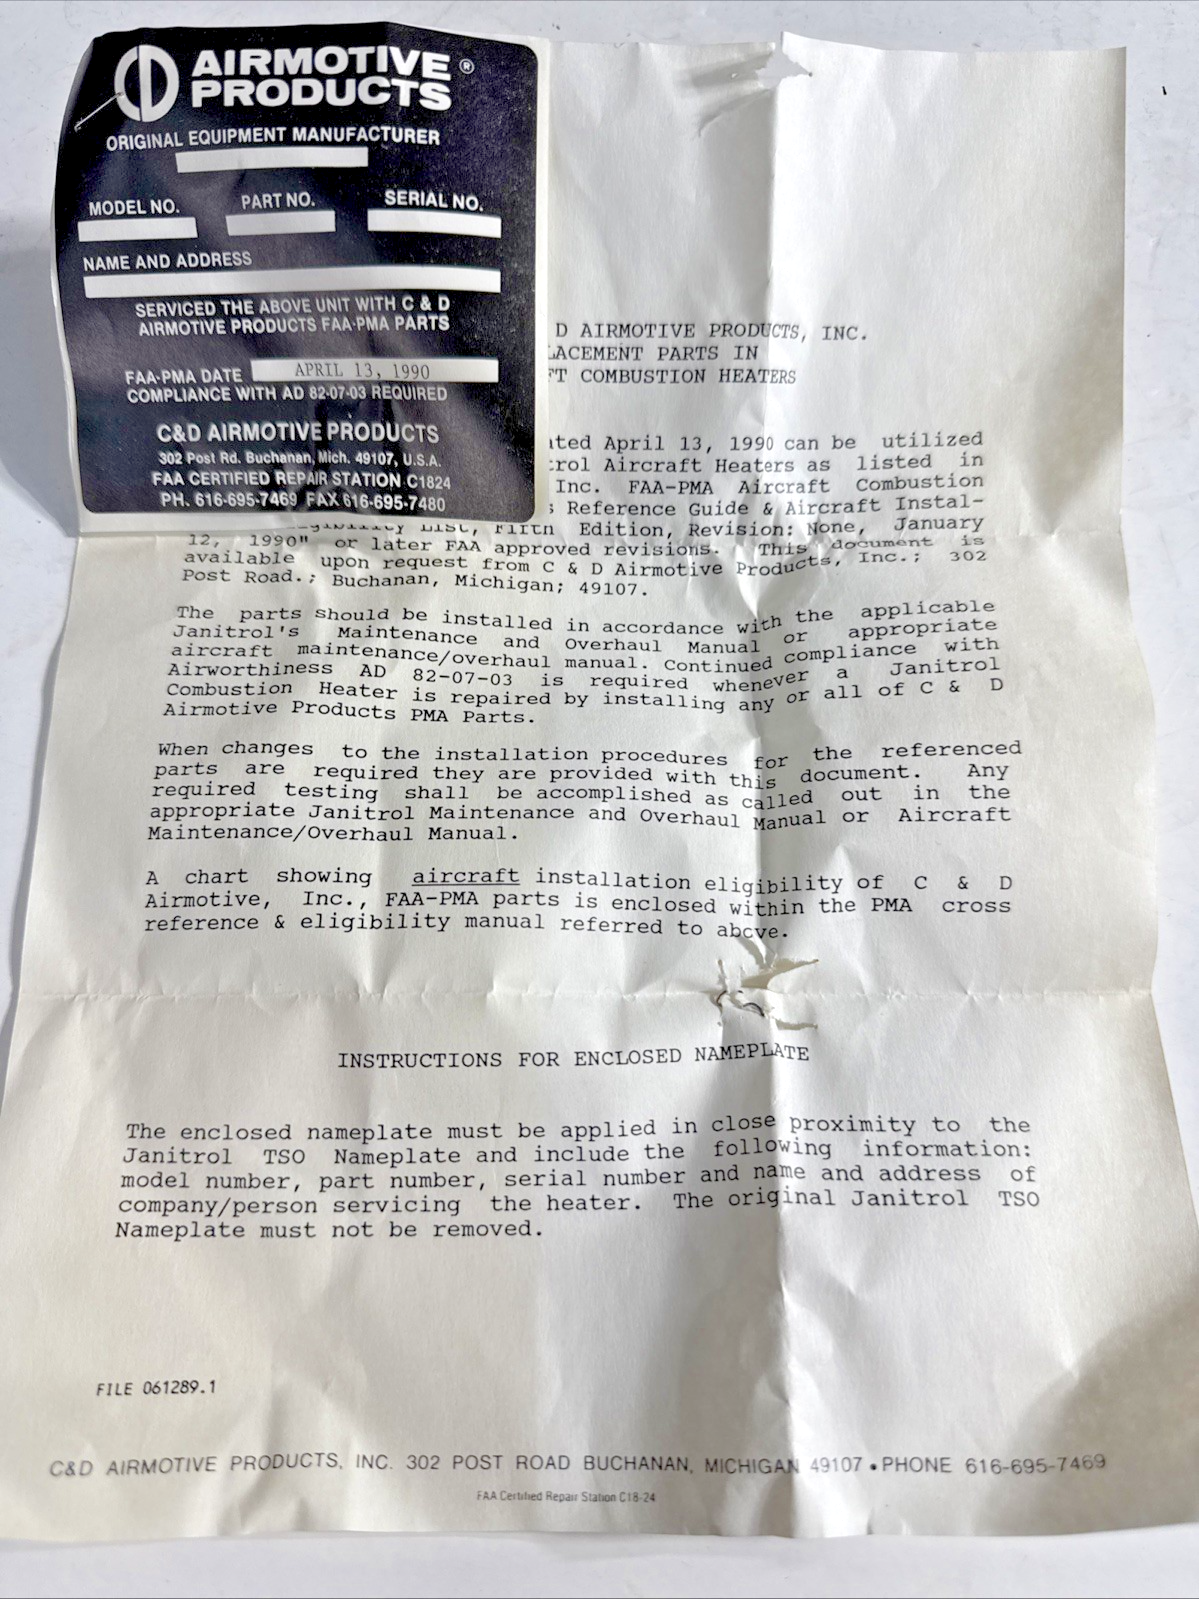 CD AIRMOTIVE ®
PRODUCTS
ORIGINAL EQUIPMENT MANUFACTURER
MODEL NO. PART NO. SERIAL NO.
NAME AND ADDRESS
SERVICED THE ABOVE UNIT WITH C & D
AIRMOTIVE PRODUCTS FAA-PMA PARTS
FAA-PMA DATE APRIL 13, 1990
COMPLIANCE WITH AD 82-07-03 REQUIRED
C&D AIRMOTIVE PRODUCTS
302 Post Rd. Buchanan, Mich. 49107, U.S.A.
FAA CERTIFIED REPAIR STATION C1824
PH. 616-695-7469 FAX 616-695-7480
D AIRMOTIVE PRODUCTS, INC.
LACEMENT PARTS IN
FT COMBUSTION HEATERS
ated April 13, 1990 can be utilized
trol Aircraft Heaters as listed in
Inc. FAA-PMA Aircraft Combustion
s Reference Guide & Aircraft Instal-
List, Fifth Edition, Revision: None, January
12, 1990" or later FAA approved revisions. This document is
available upon request from C & D Airmotive Products, Inc.; 302
Post Road.; Buchanan, Michigan; 49107.
The parts should be installed in accordance with the applicable
Janitrol's Maintenance and Overhaul Manual or appropriate
aircraft maintenance/overhaul manual. Continued compliance with
Airworthiness AD 82-07-03 is required whenever a Janitrol
Combustion Heater is repaired by installing any or all of C & D
Airmotive Products PMA Parts.
When changes to the installation procedures for the referenced
parts are required they are provided with this document. Any
required testing shall be accomplished as called out in the
appropriate Janitrol Maintenance and Overhaul Manual or Aircraft
Maintenance/Overhaul Manual.
A chart showing aircraft installation eligibility of C & D
Airmotive, Inc., FAA-PMA parts is enclosed within the PMA cross
reference & eligibility manual referred to above.
INSTRUCTIONS FOR ENCLOSED NAMEPLATE
The enclosed nameplate must be applied in close proximity to the
Janitrol TSO Nameplate and include the following information:
model number, part number, serial number and name and address of
company/person servicing the heater. The original Janitrol TSO
Nameplate must not be removed.
FILE 061289.1
C&D AIRMOTIVE PRODUCTS, INC. 302 POST ROAD BUCHANAN, MICHIGAN 49107 • PHONE 616-695-7469
FAA Certified Repair Station C18-24